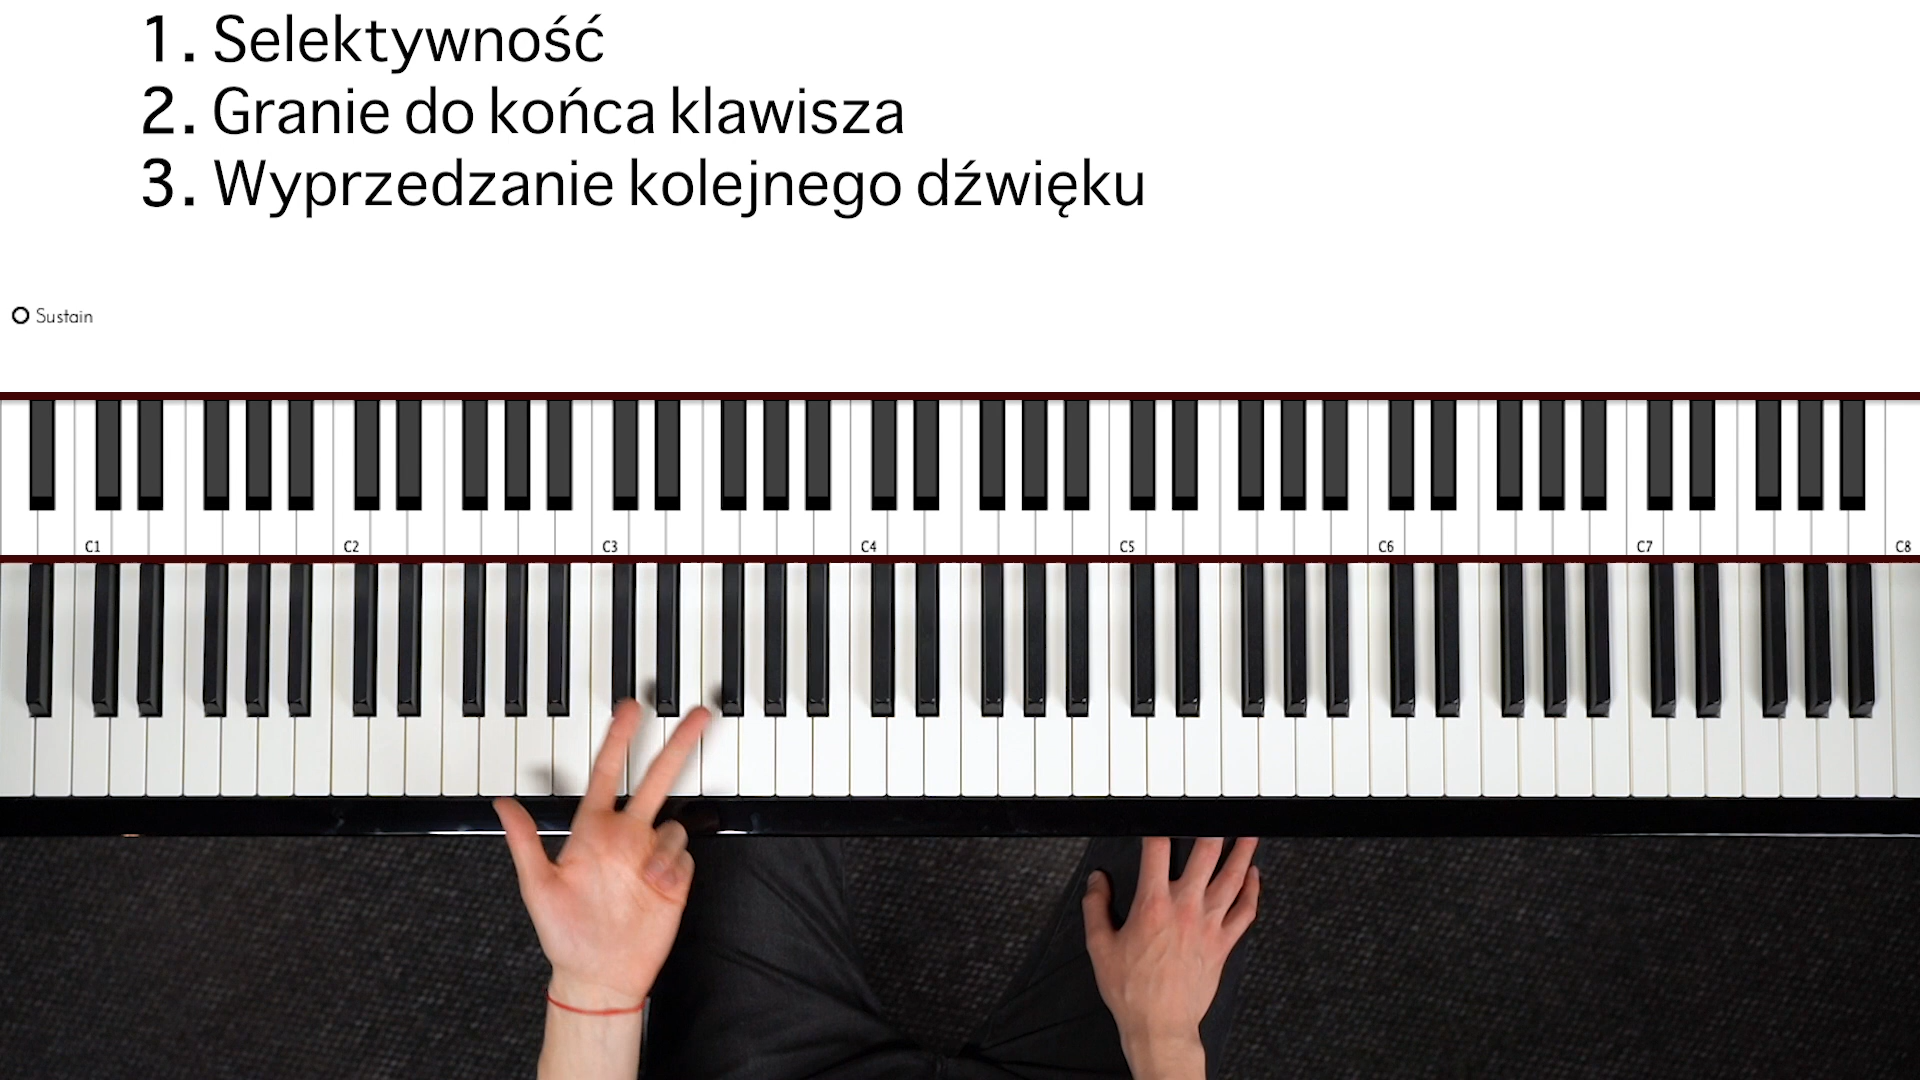 1. Selektywność
2. Granie do końca klawisza
3. Wyprzedzanie kolejnego dźwięku
Sustain
C1 C2 C3 C4 C5 C6 C7 C8